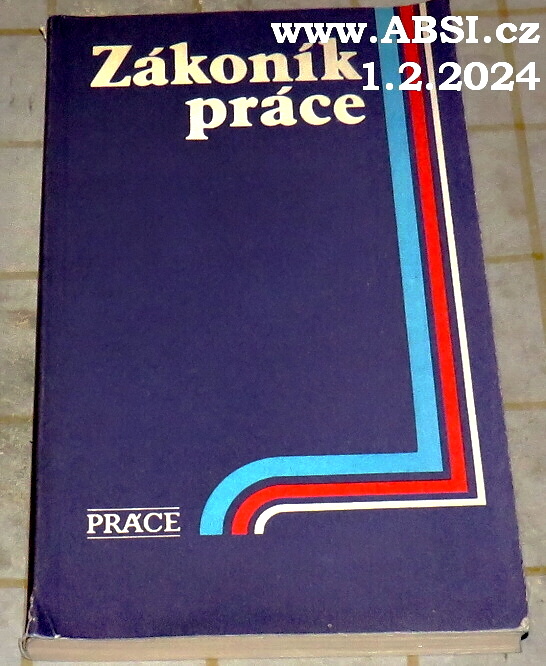 www.ABSI.cz
1.2.2024
Zákoník
práce
PRÁCE